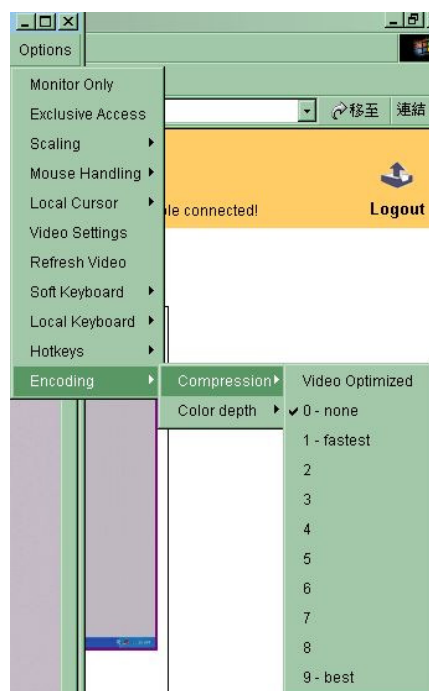 Options
Monitor Only
Exclusive Access
Scaling
Mouse Handling
Local Cursor
Video Settings
Refresh Video
Soft Keyboard
Local Keyboard
Hotkeys
Encoding
移至 連結
connected!
Logout
Compression
Color depth
Video Optimized
0 - none
1 - fastest
2
3
4
5
6
7
8
9 - best